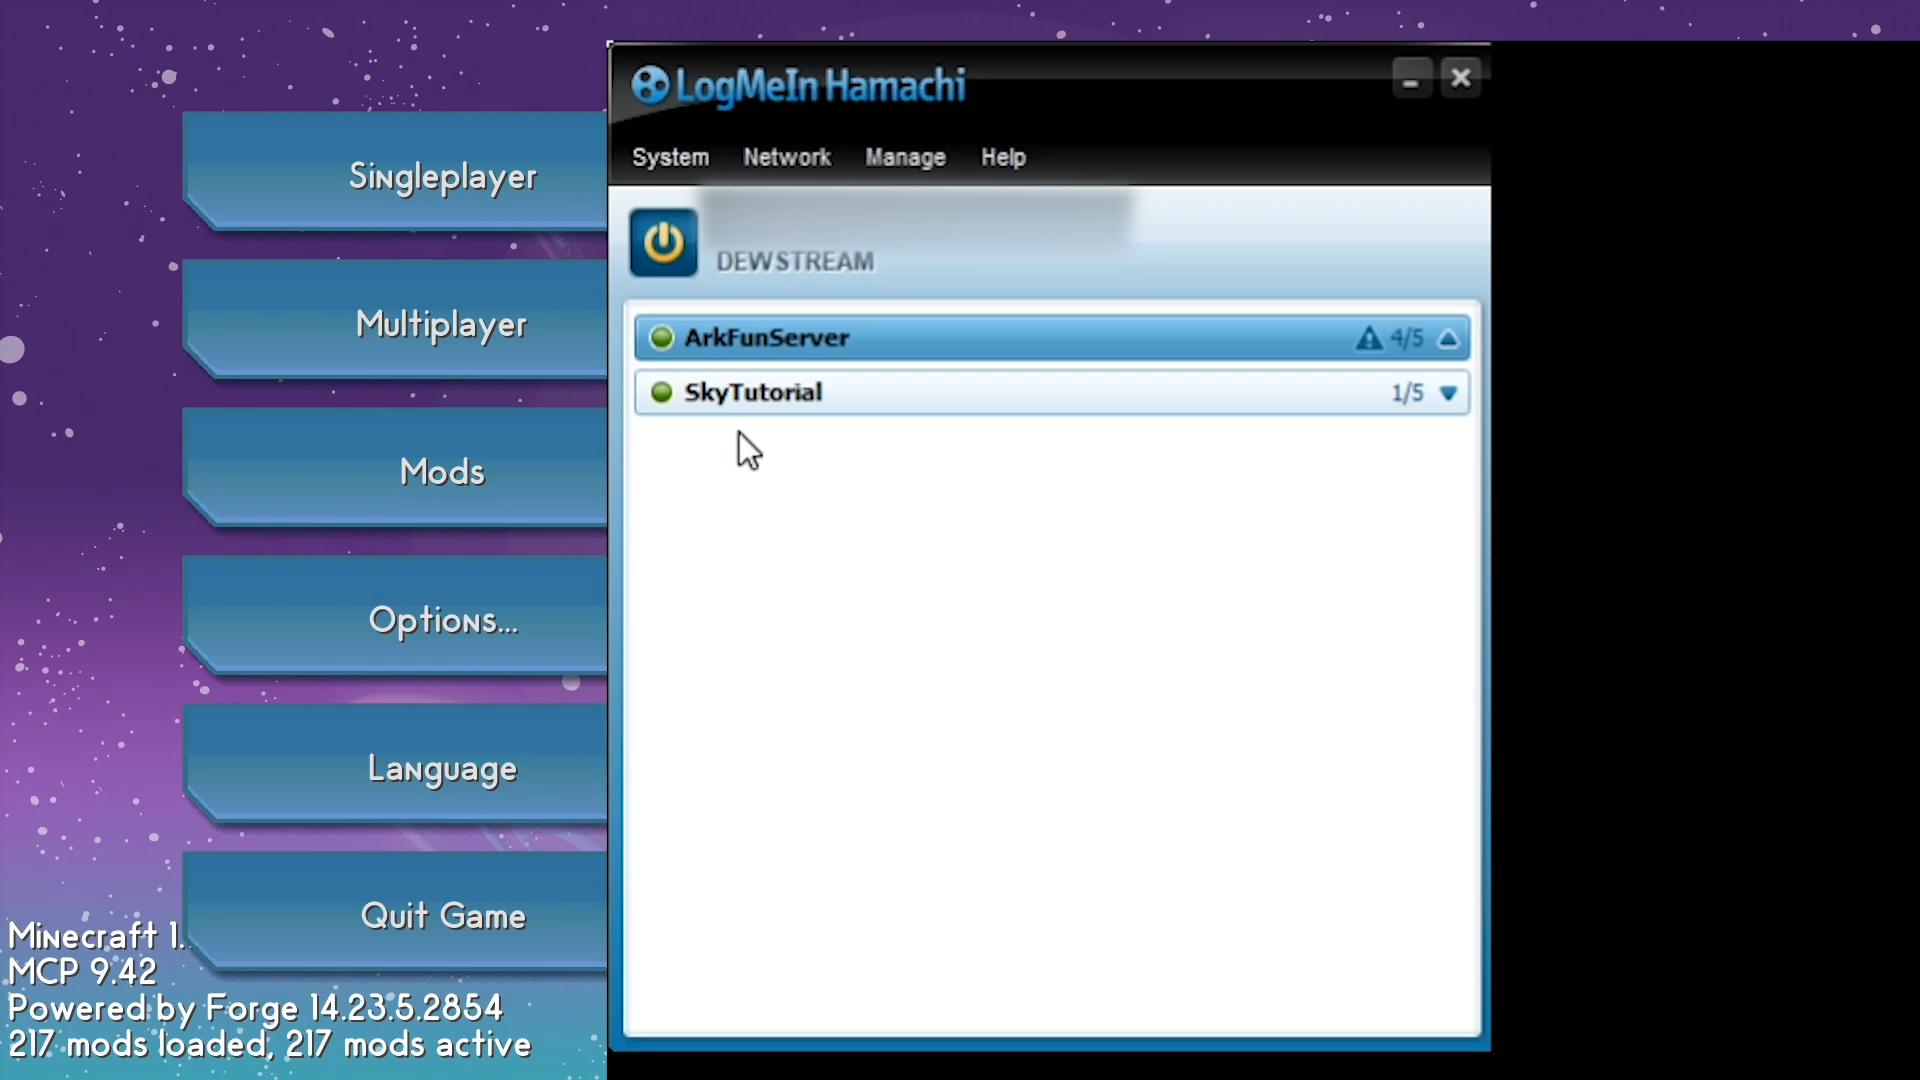 Singleplayer
Multiplayer
Mods
Options...
Language
Quit Game
Minecraft 1.
MCP 9.42
Powered by Forge 14.23.5.2854
217 mods loaded, 217 mods active
LogMeIn Hamachi
System Network Manage Help
DEWSTREAM
ArkFunServer 4/5
SkyTutorial 1/5